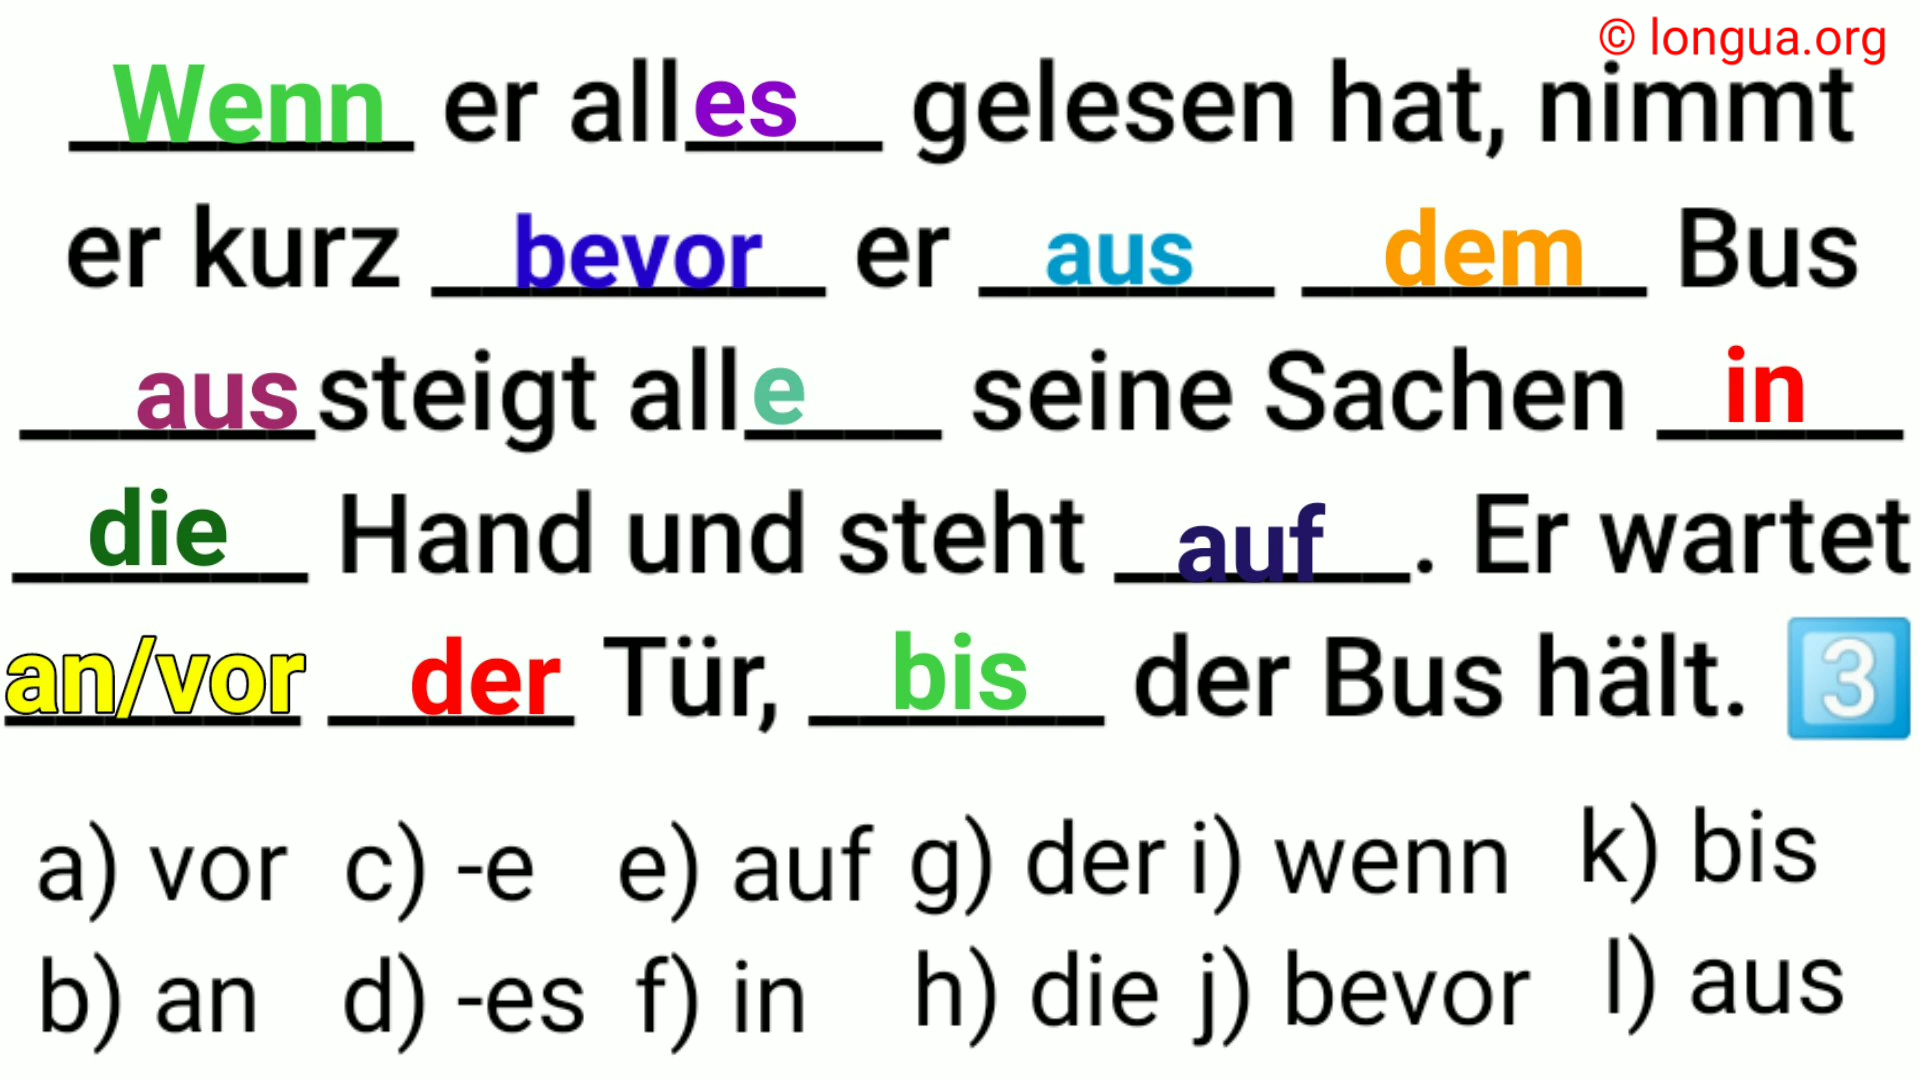 © longua.org
Wenn er alles gelesen hat, nimmt
er kurz bevor er aus dem Bus
aussteigt alle seine Sachen in
die Hand und steht auf. Er wartet
an/vor der Tür, bis der Bus hält. 3
a) vor c) -e e) auf g) der i) wenn k) bis
b) an d) -es f) in h) die j) bevor l) aus